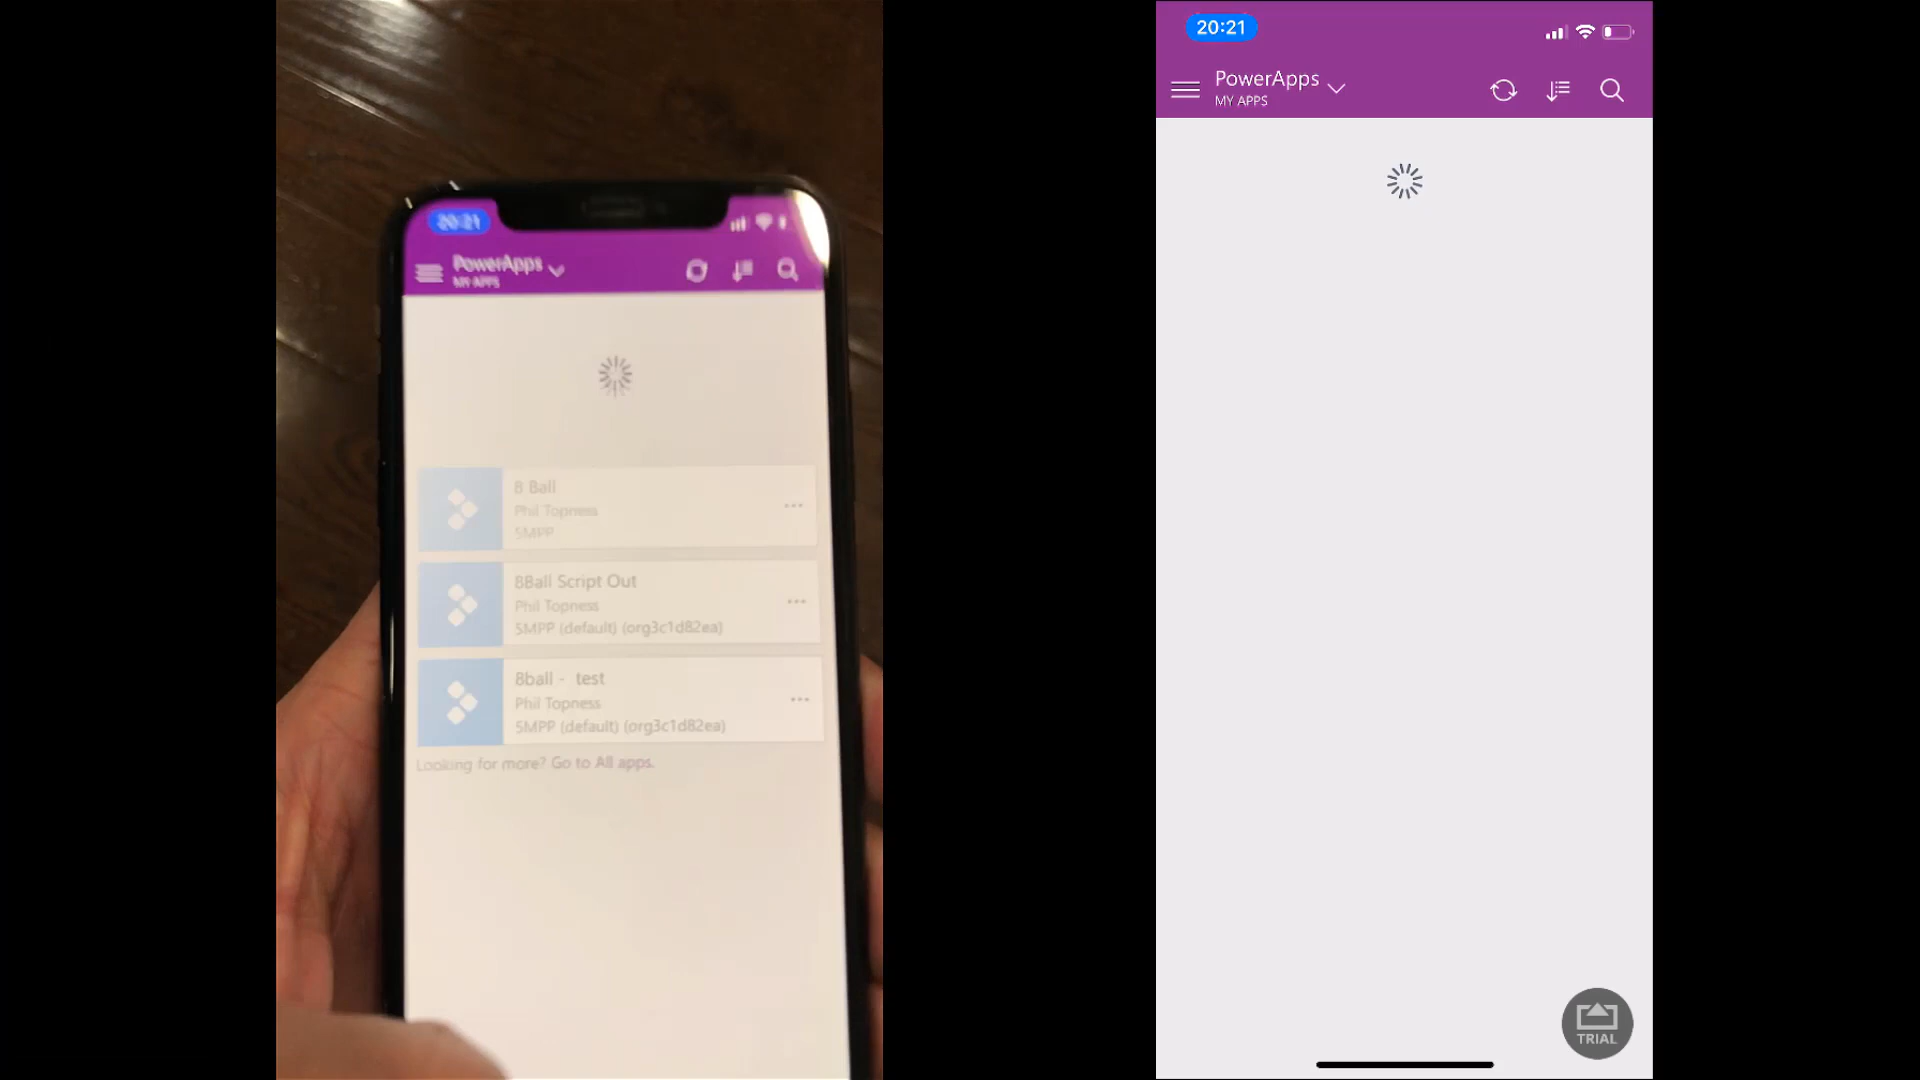 20:21
PowerApps
MY APPS
8 Ball
Phil Topness
5MPP
8Ball Script Out
Phil Topness
5MPP (default) (org3c1d82ea)
8ball - test
Phil Topness
5MPP (default) (org3c1d82ea)
Looking for more? Go to All apps.
20:21
PowerApps
MY APPS
TRIAL